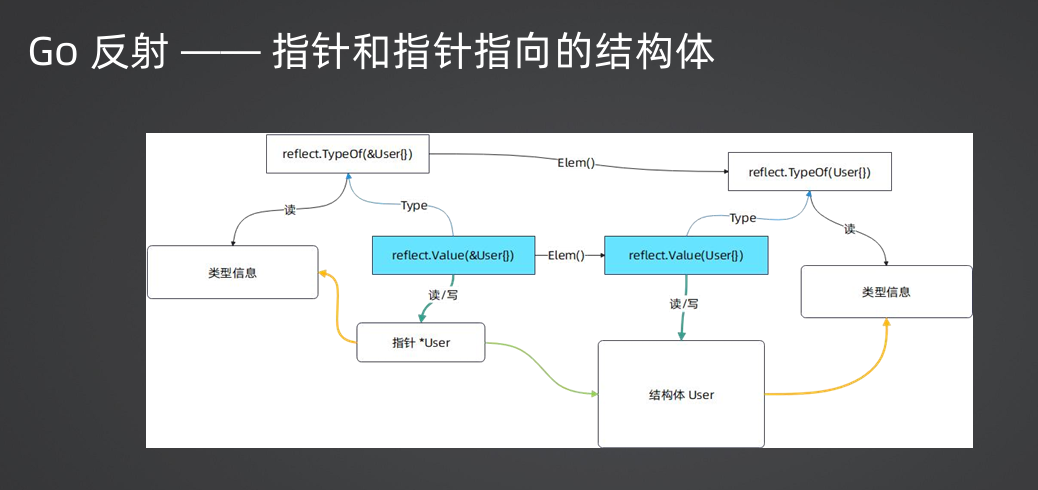 Go 反射 —— 指针和指针指向的结构体
reflect.TypeOf(&User{})
Elem()
reflect.TypeOf(User{})
读
Type
Type
读
类型信息
reflect.Value(&User{})
Elem()
reflect.Value(User{})
类型信息
读/写
读/写
指针 *User
结构体 User